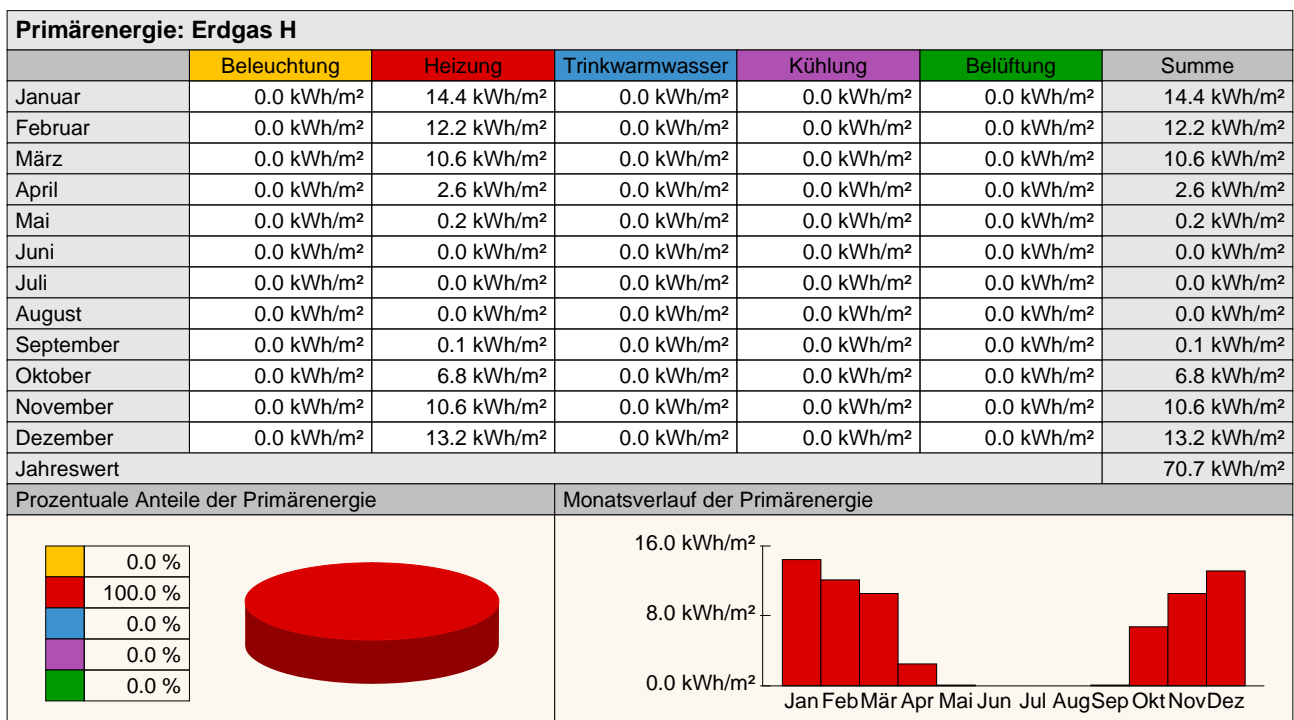 Primärenergie: Erdgas H
Beleuchtung Heizung Trinkwarmwasser Kühlung Belüftung Summe
Januar 0.0 kWh/m² 14.4 kWh/m² 0.0 kWh/m² 0.0 kWh/m² 0.0 kWh/m² 14.4 kWh/m²
Februar 0.0 kWh/m² 12.2 kWh/m² 0.0 kWh/m² 0.0 kWh/m² 0.0 kWh/m² 12.2 kWh/m²
März 0.0 kWh/m² 10.6 kWh/m² 0.0 kWh/m² 0.0 kWh/m² 0.0 kWh/m² 10.6 kWh/m²
April 0.0 kWh/m² 2.6 kWh/m² 0.0 kWh/m² 0.0 kWh/m² 0.0 kWh/m² 2.6 kWh/m²
Mai 0.0 kWh/m² 0.2 kWh/m² 0.0 kWh/m² 0.0 kWh/m² 0.0 kWh/m² 0.2 kWh/m²
Juni 0.0 kWh/m² 0.0 kWh/m² 0.0 kWh/m² 0.0 kWh/m² 0.0 kWh/m² 0.0 kWh/m²
Juli 0.0 kWh/m² 0.0 kWh/m² 0.0 kWh/m² 0.0 kWh/m² 0.0 kWh/m² 0.0 kWh/m²
August 0.0 kWh/m² 0.0 kWh/m² 0.0 kWh/m² 0.0 kWh/m² 0.0 kWh/m² 0.0 kWh/m²
September 0.0 kWh/m² 0.1 kWh/m² 0.0 kWh/m² 0.0 kWh/m² 0.0 kWh/m² 0.1 kWh/m²
Oktober 0.0 kWh/m² 6.8 kWh/m² 0.0 kWh/m² 0.0 kWh/m² 0.0 kWh/m² 6.8 kWh/m²
November 0.0 kWh/m² 10.6 kWh/m² 0.0 kWh/m² 0.0 kWh/m² 0.0 kWh/m² 10.6 kWh/m²
Dezember 0.0 kWh/m² 13.2 kWh/m² 0.0 kWh/m² 0.0 kWh/m² 0.0 kWh/m² 13.2 kWh/m²
Jahreswert 70.7 kWh/m²
Prozentuale Anteile der Primärenergie
0.0 %
100.0 %
0.0 %
0.0 %
0.0 %
Monatsverlauf der Primärenergie
16.0 kWh/m²
8.0 kWh/m²
0.0 kWh/m²
Jan Feb Mär Apr Mai Jun Jul Aug Sep Okt Nov Dez